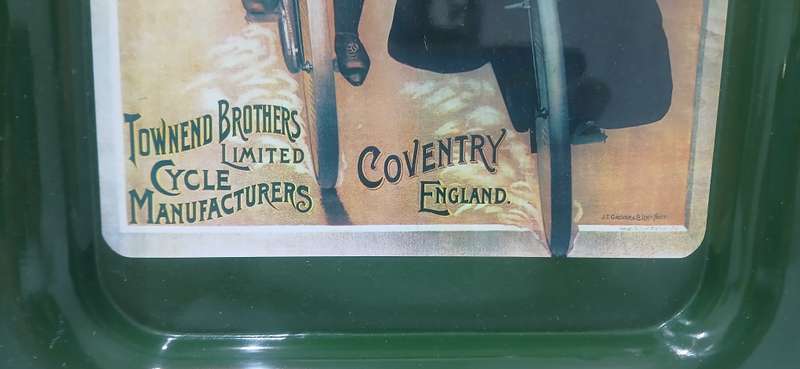 TOWNEND BROTHERS
LIMITED
CYCLE
MANUFACTURERS
COVENTRY
ENGLAND.